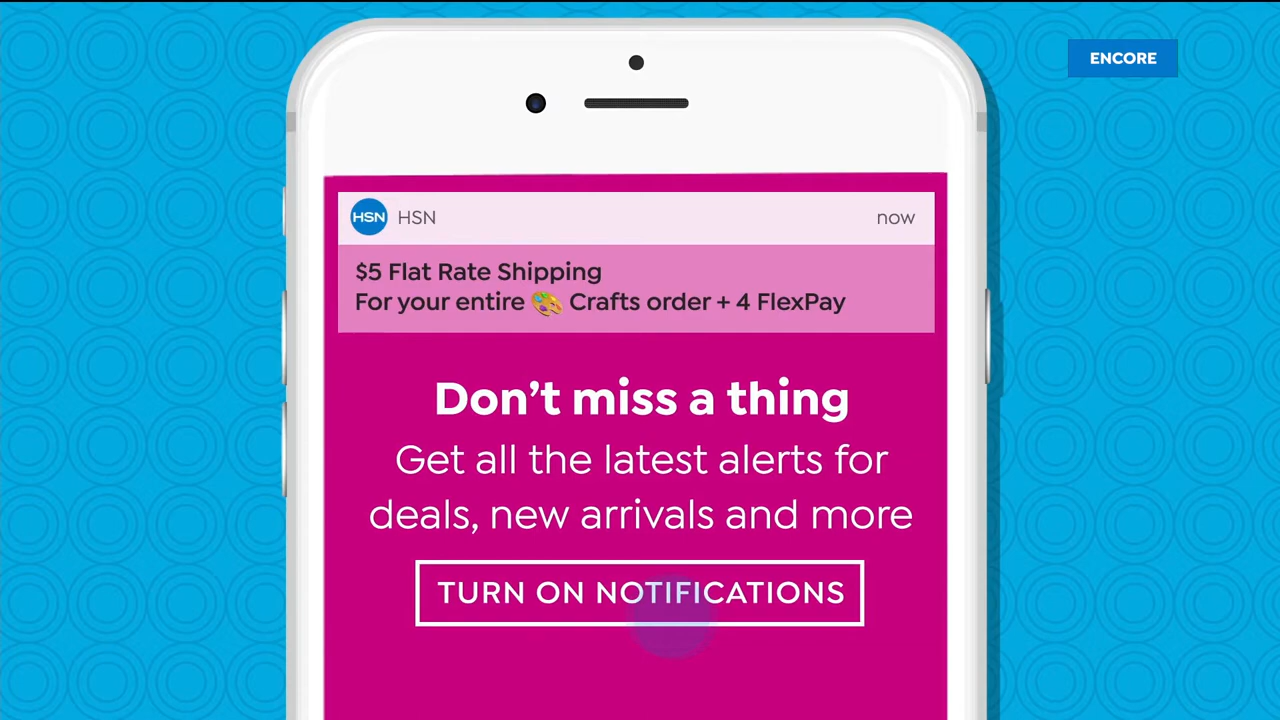 ENCORE
HSN HSN now
$5 Flat Rate Shipping
For your entire 🎨 Crafts order + 4 FlexPay
Don't miss a thing
Get all the latest alerts for
deals, new arrivals and more
TURN ON NOTIFICATIONS